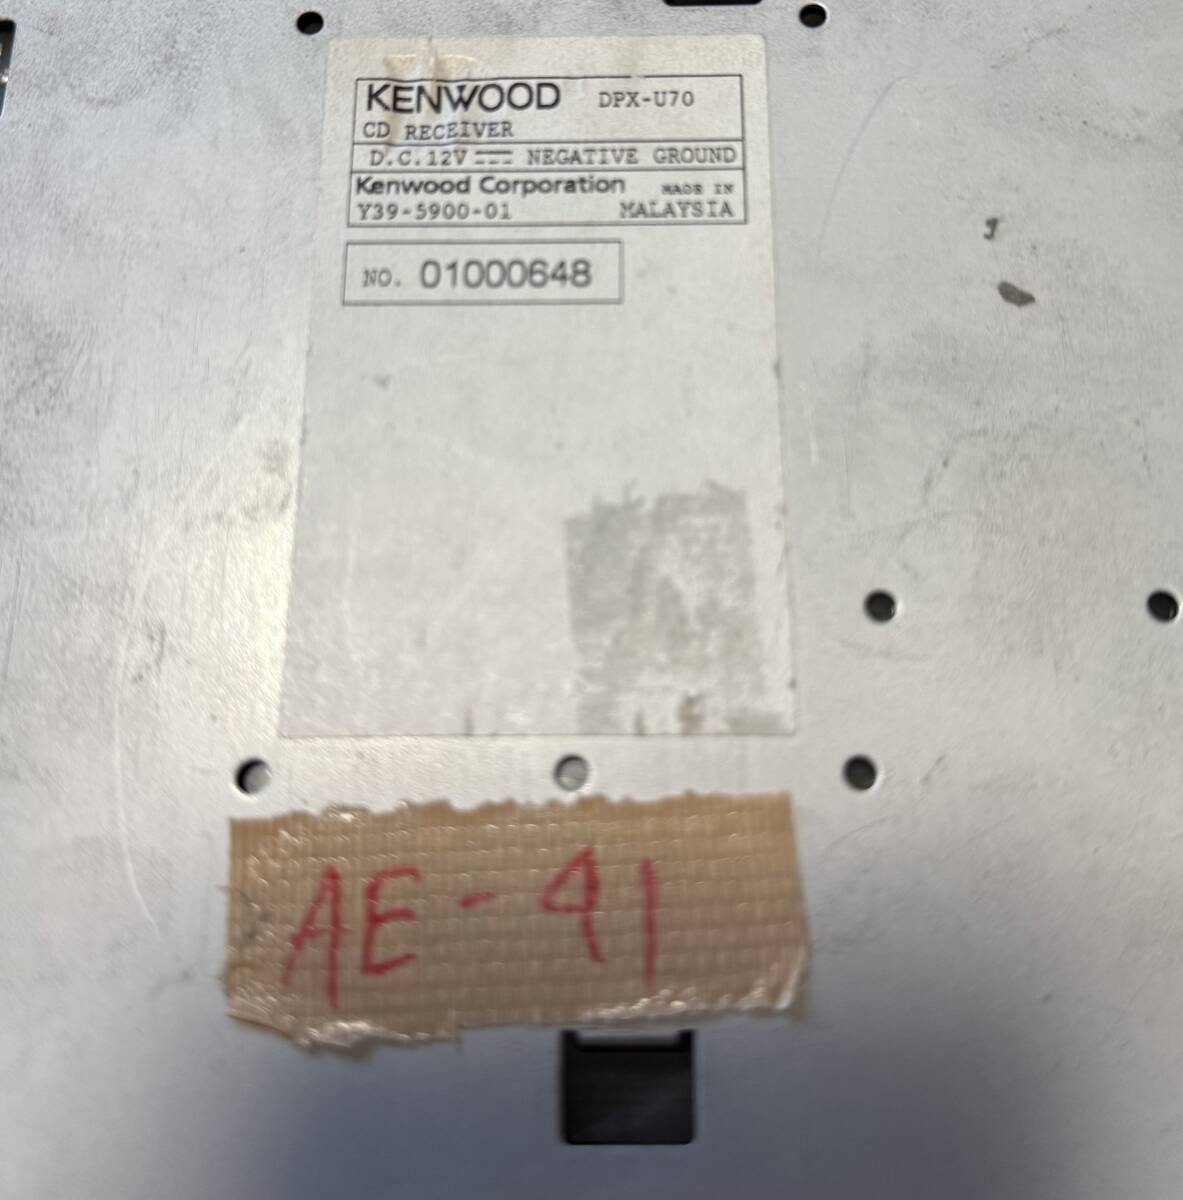 KENWOOD DPX-U70
CD RECEIVER
D.C.12V ⎓ NEGATIVE GROUND
Kenwood Corporation MADE IN
Y39-5900-01 MALAYSIA
NO. 01000648
AE-91